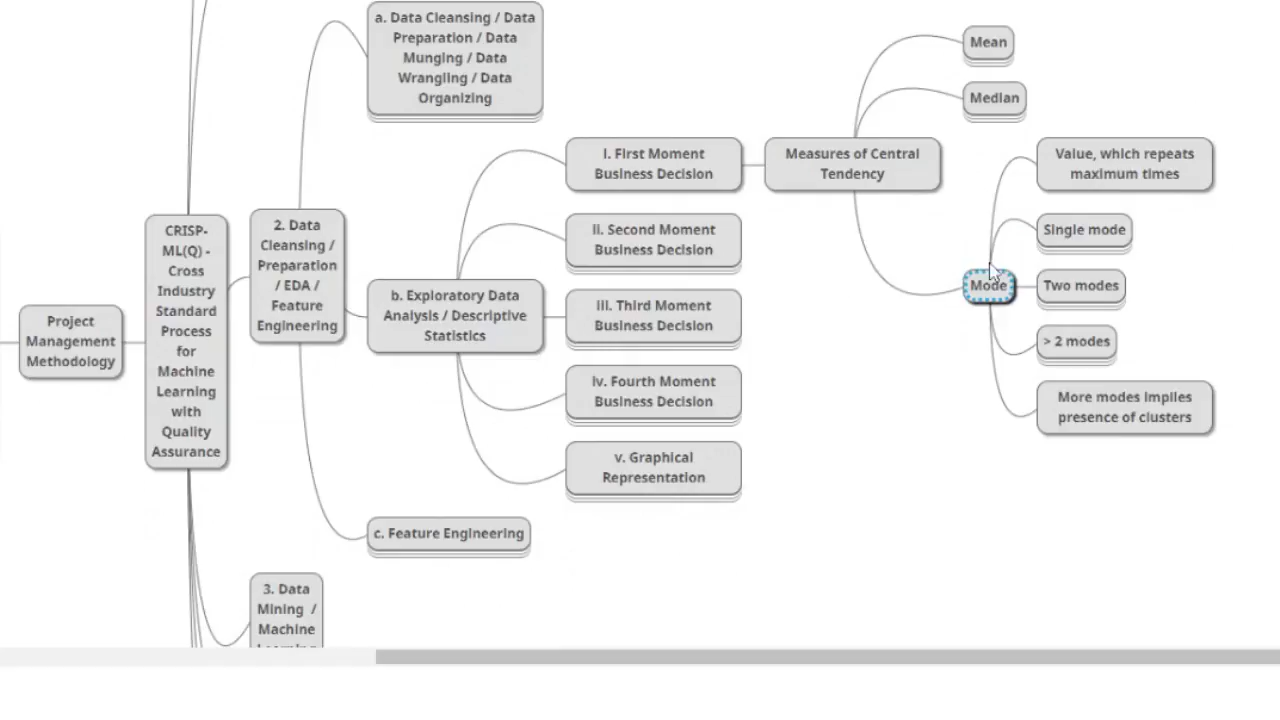 Project
Management
Methodology
CRISP-
ML(Q) -
Cross
Industry
Standard
Process
for
Machine
Learning
with
Quality
Assurance
2. Data
Cleansing /
Preparation
/ EDA /
Feature
Engineering
a. Data Cleansing / Data
Preparation / Data
Munging / Data
Wrangling / Data
Organizing
b. Exploratory Data
Analysis / Descriptive
Statistics
i. First Moment
Business Decision
Measures of Central
Tendency
Mean
Median
Mode
Value, which repeats
maximum times
Single mode
Two modes
> 2 modes
More modes implies
presence of clusters
ii. Second Moment
Business Decision
iii. Third Moment
Business Decision
iv. Fourth Moment
Business Decision
v. Graphical
Representation
c. Feature Engineering
3. Data
Mining /
Machine